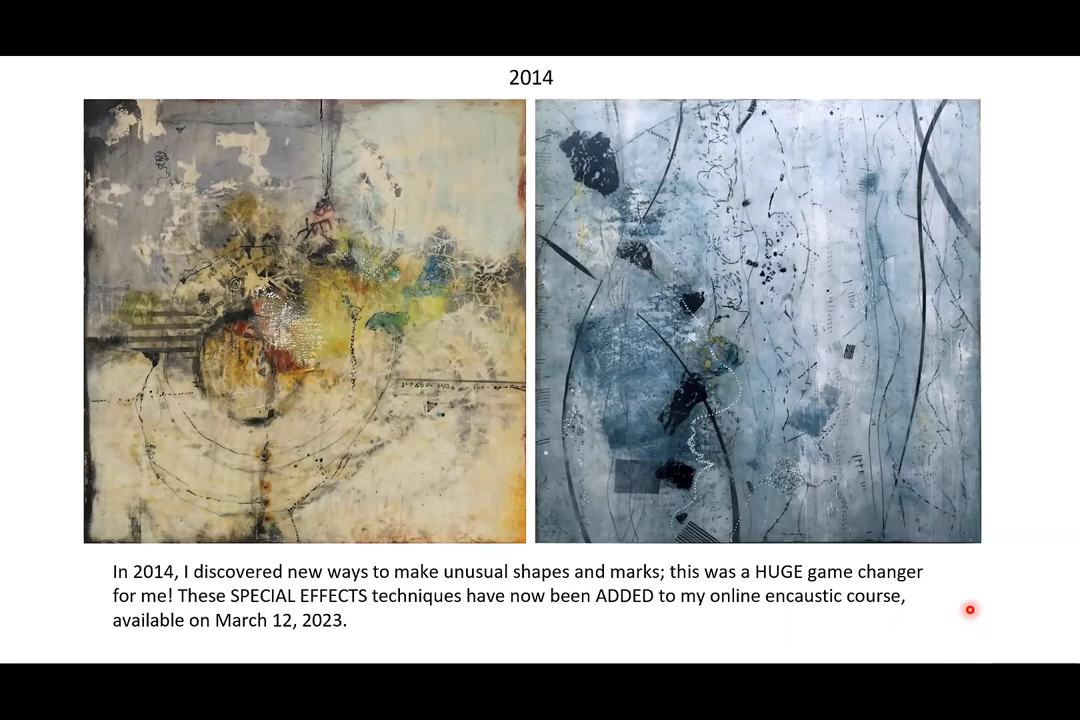 2014
In 2014, I discovered new ways to make unusual shapes and marks; this was a HUGE game changer
for me! These SPECIAL EFFECTS techniques have now been ADDED to my online encaustic course,
available on March 12, 2023.